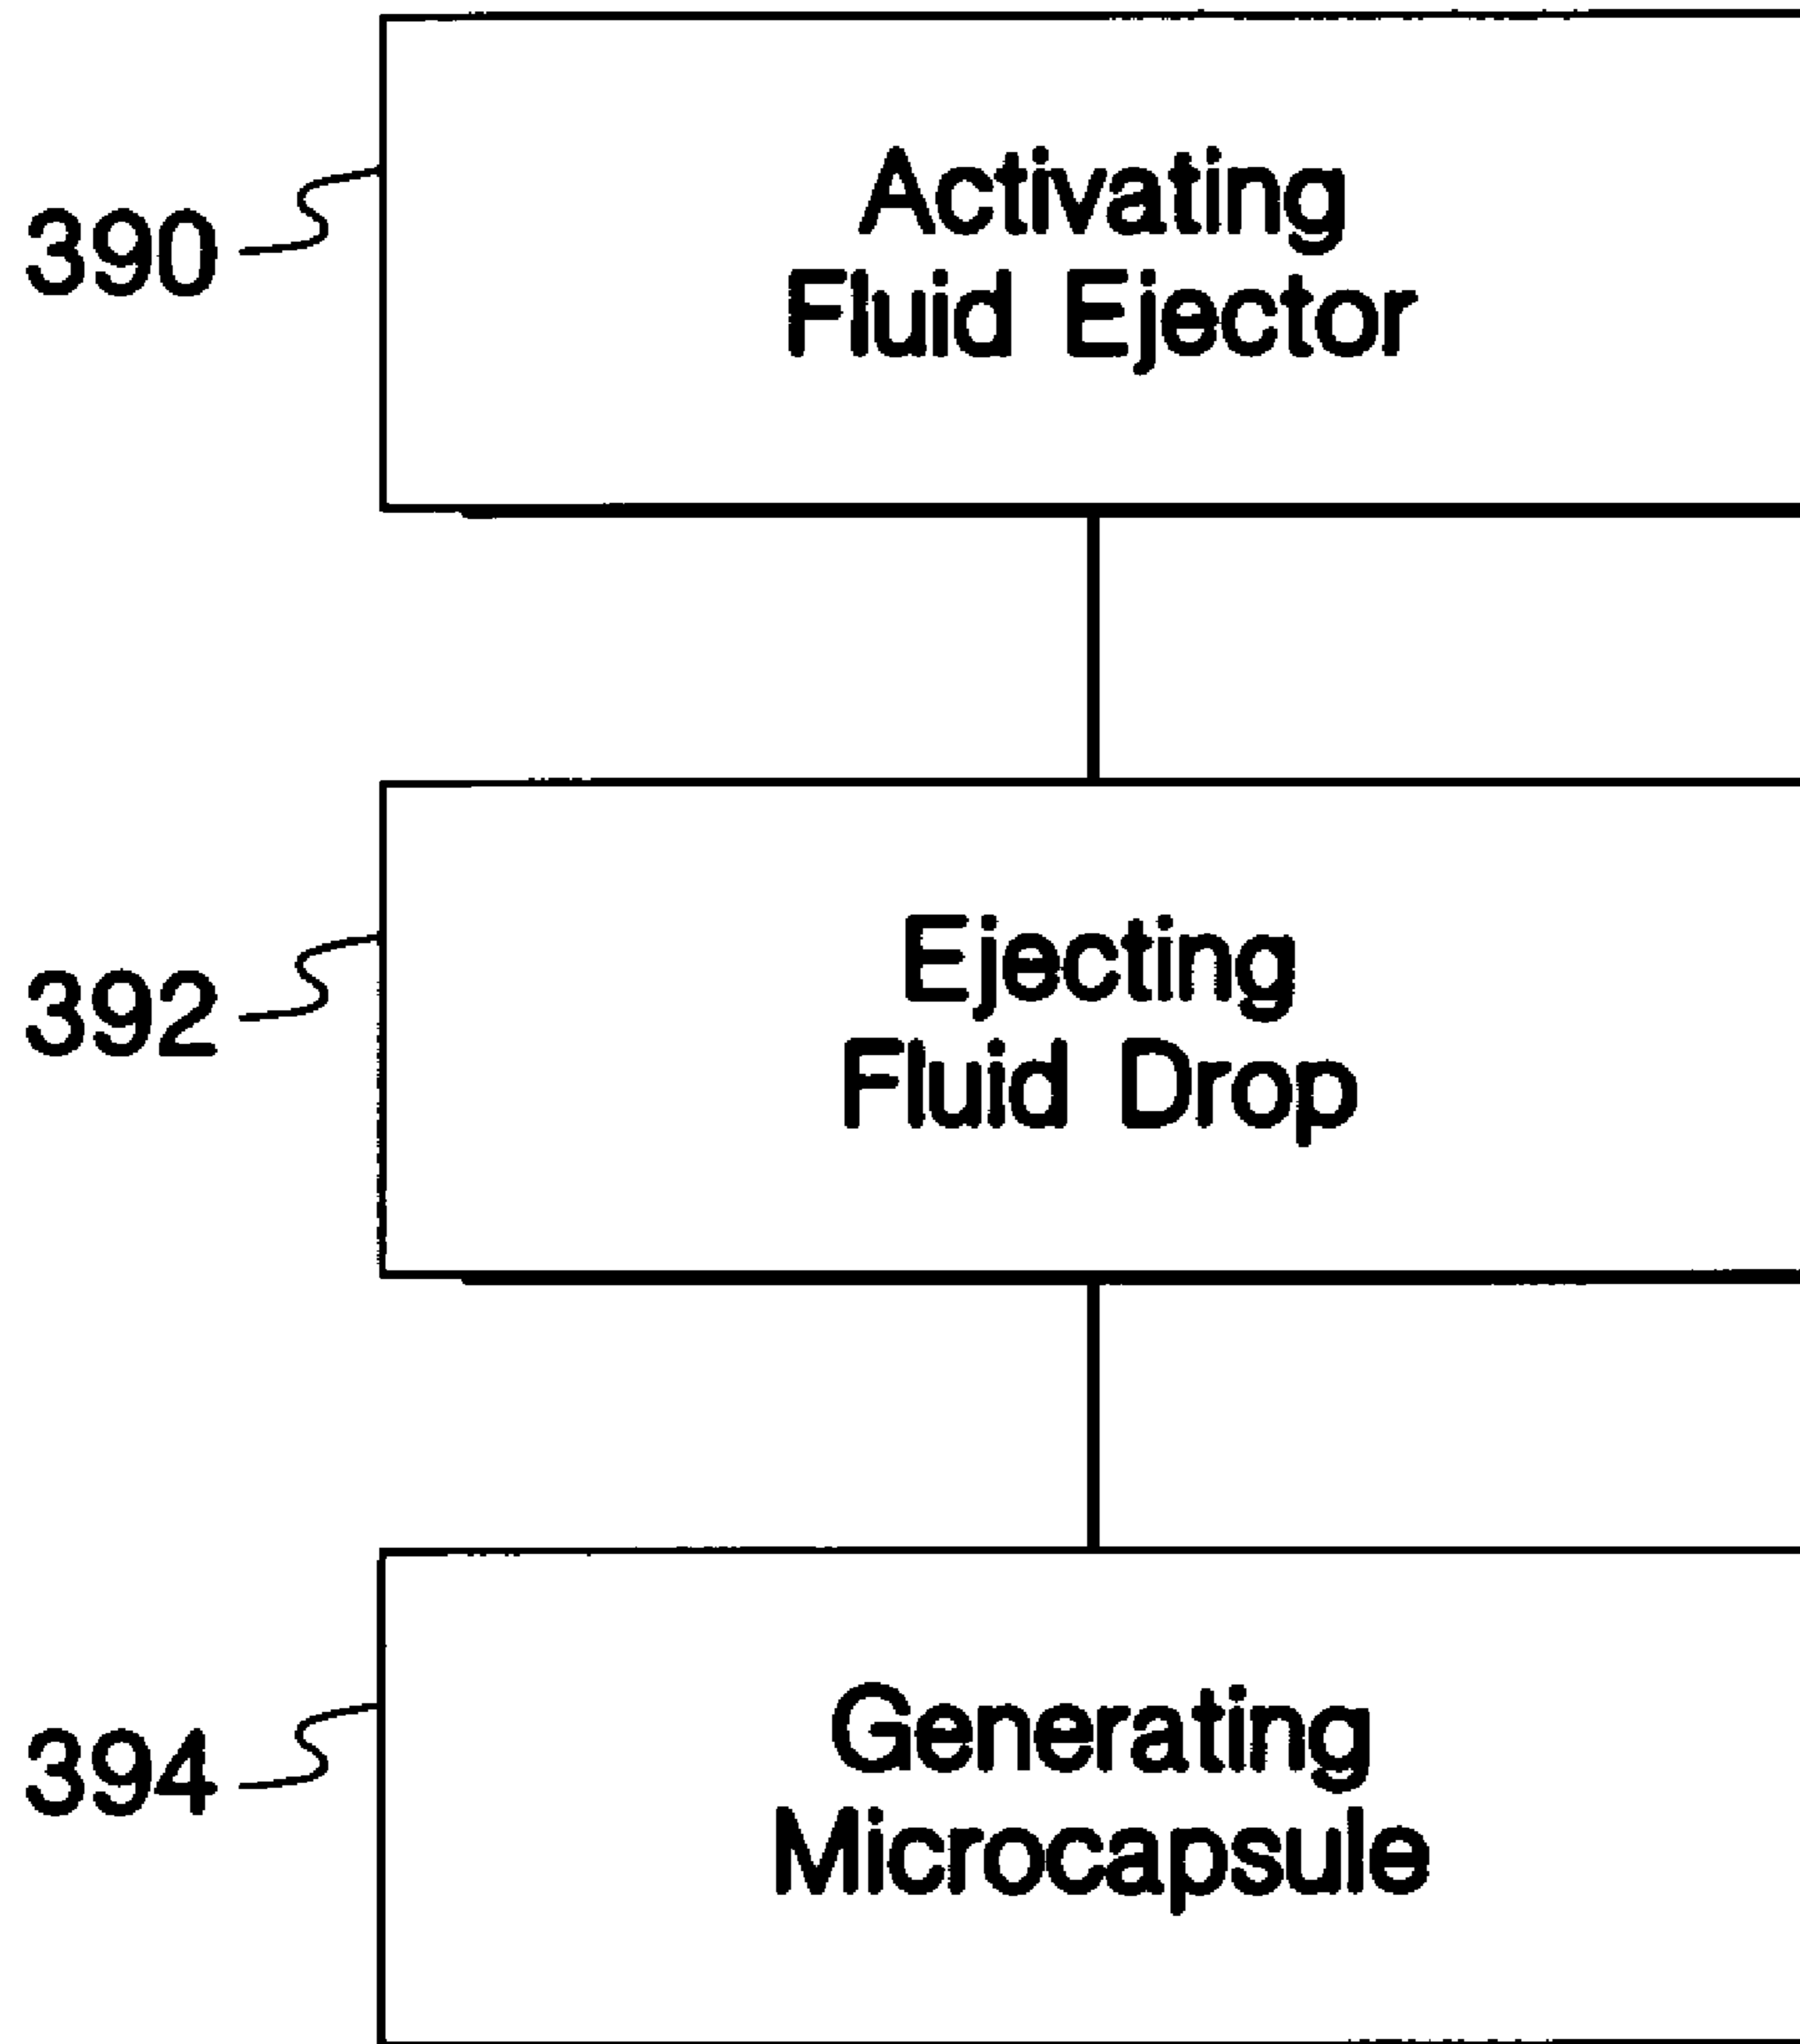 390
Activating
Fluid Ejector
392
Ejecting
Fluid Drop
394
Generating
Microcapsule